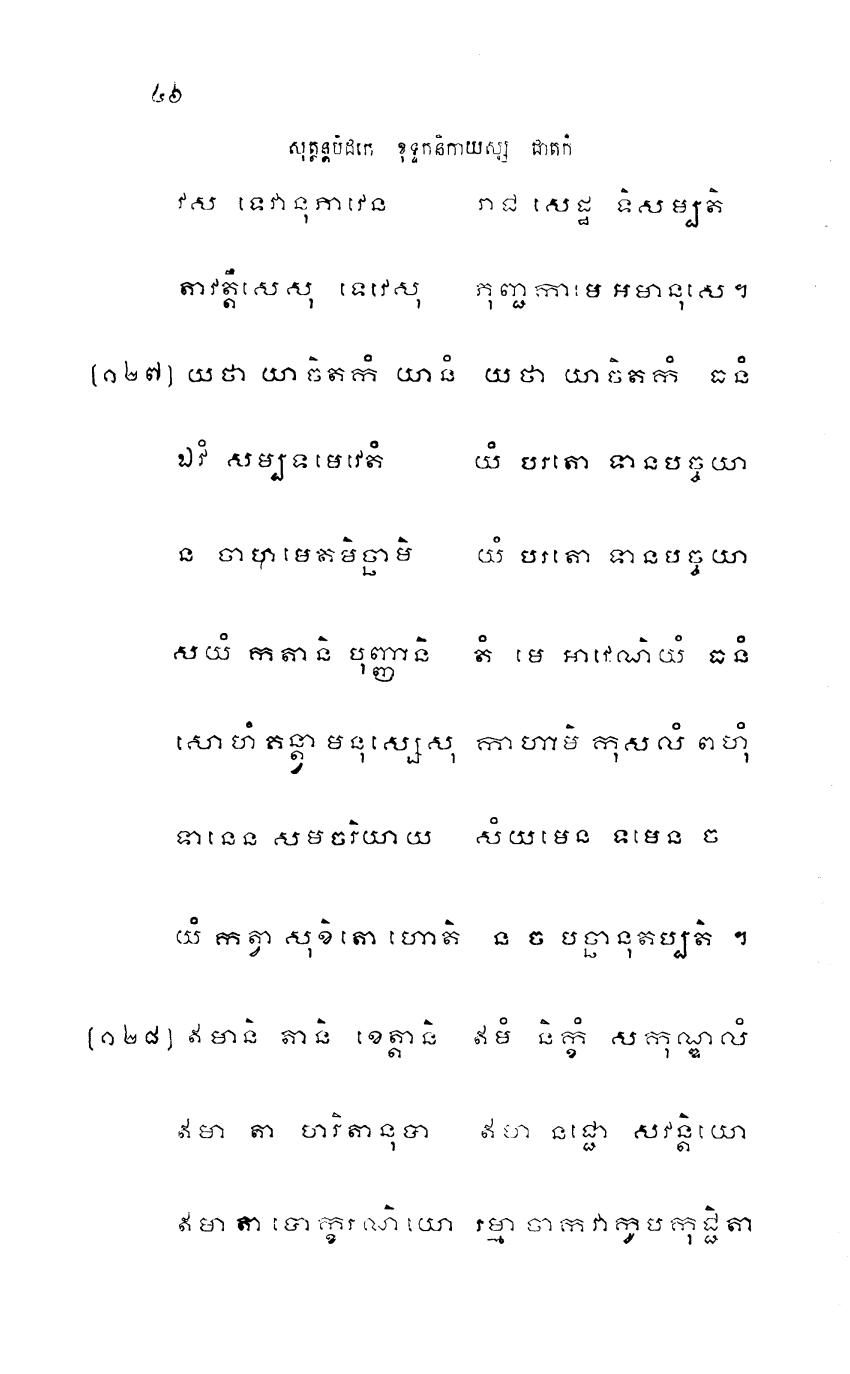 ៤៦
សុត្តន្តបិដកេ ខុទ្ទកនិកាយស្ស ជាតកំ
វស ទេវានុភាវេន រាជ សេដ្ឋ ទិសម្បតិ
តាវត្តឹសេសុ ទេវេសុ ភុញ្ជ កាមេ អមានុសេ។
[១២៧] យថា យាចិតកំ យានំ យថា យាចិតកំ ធនំ
ឯវំ សម្បទមេវេតំ យំ បរតោ ទានបច្ចយា
ន ចាហមេតមិច្ឆាមិ យំ បរតោ ទានបច្ចយា
សយំ កតានិ បុញ្ញានិ តំ មេ អាវេណិយំ ធនំ
សោហំ គន្ត្វា មនុស្សេសុ កាហាមិ កុសលំ ពហុំ
ទានេន សមចរិយាយ សំយមេន ទមេន ច
យំ កត្វា សុខិតោ ហោតិ ន ច បច្ឆានុតប្បតិ ។
[១២៨] ឥមានិ តានិ ខេត្តានិ ឥមំ និក្ខំ សកុណ្ឌលំ
ឥមា តា ហរិតានុបា ឥមា នជ្ជោ សវន្តិយោ
ឥមា តា បោក្ខរណិយោ រម្មា ចាកវាកូបកុជ្ជិតា